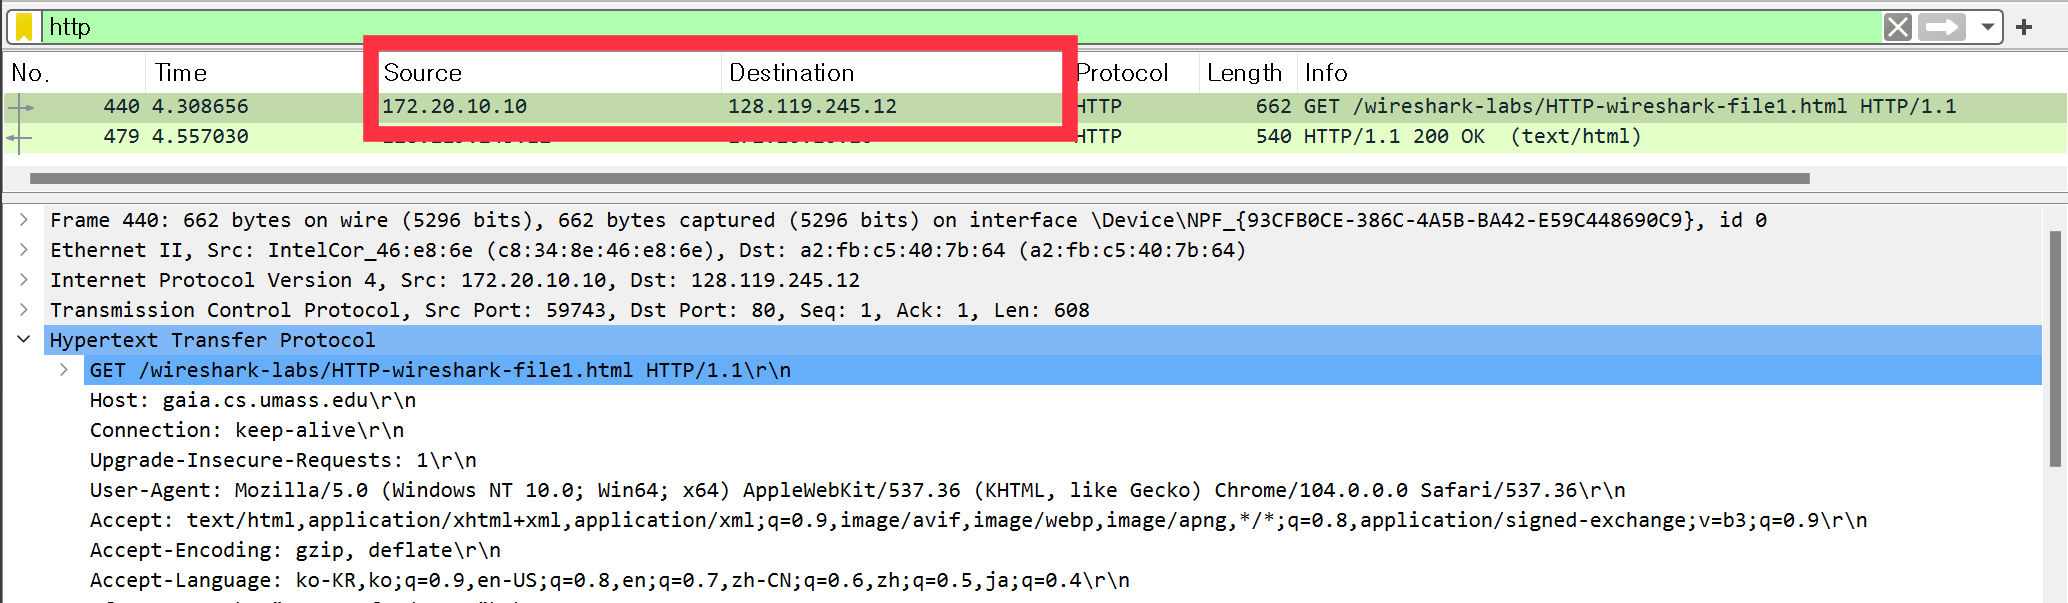 http
No. Time Source Destination Protocol Length Info
440 4.308656 172.20.10.10 128.119.245.12 HTTP 662 GET /wireshark-labs/HTTP-wireshark-file1.html HTTP/1.1
479 4.557030 HTTP 540 HTTP/1.1 200 OK (text/html)
Frame 440: 662 bytes on wire (5296 bits), 662 bytes captured (5296 bits) on interface \Device\NPF_{93CFB0CE-386C-4A5B-BA42-E59C448690C9}, id 0
Ethernet II, Src: IntelCor_46:e8:6e (c8:34:8e:46:e8:6e), Dst: a2:fb:c5:40:7b:64 (a2:fb:c5:40:7b:64)
Internet Protocol Version 4, Src: 172.20.10.10, Dst: 128.119.245.12
Transmission Control Protocol, Src Port: 59743, Dst Port: 80, Seq: 1, Ack: 1, Len: 608
Hypertext Transfer Protocol
GET /wireshark-labs/HTTP-wireshark-file1.html HTTP/1.1\r\n
Host: gaia.cs.umass.edu\r\n
Connection: keep-alive\r\n
Upgrade-Insecure-Requests: 1\r\n
User-Agent: Mozilla/5.0 (Windows NT 10.0; Win64; x64) AppleWebKit/537.36 (KHTML, like Gecko) Chrome/104.0.0.0 Safari/537.36\r\n
Accept: text/html,application/xhtml+xml,application/xml;q=0.9,image/avif,image/webp,image/apng,*/*;q=0.8,application/signed-exchange;v=b3;q=0.9\r\n
Accept-Encoding: gzip, deflate\r\n
Accept-Language: ko-KR,ko;q=0.9,en-US;q=0.8,en;q=0.7,zh-CN;q=0.6,zh;q=0.5,ja;q=0.4\r\n